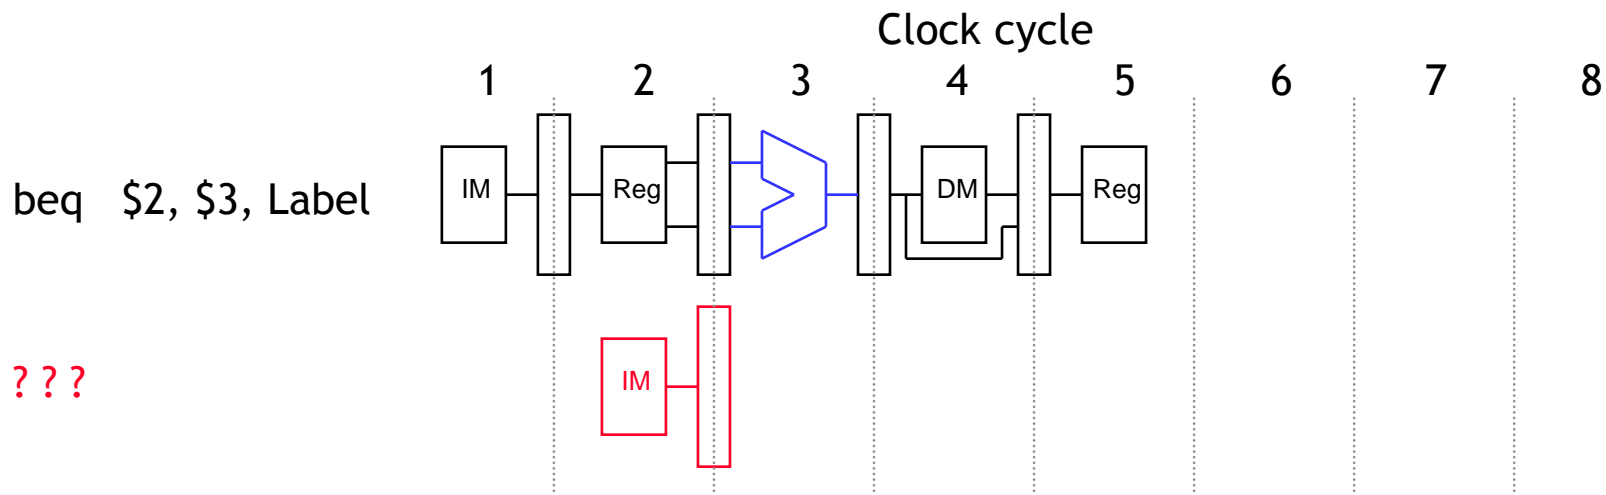 Clock cycle
1 2 3 4 5 6 7 8
beq $2, $3, Label IM Reg DM Reg
? ? ? IM